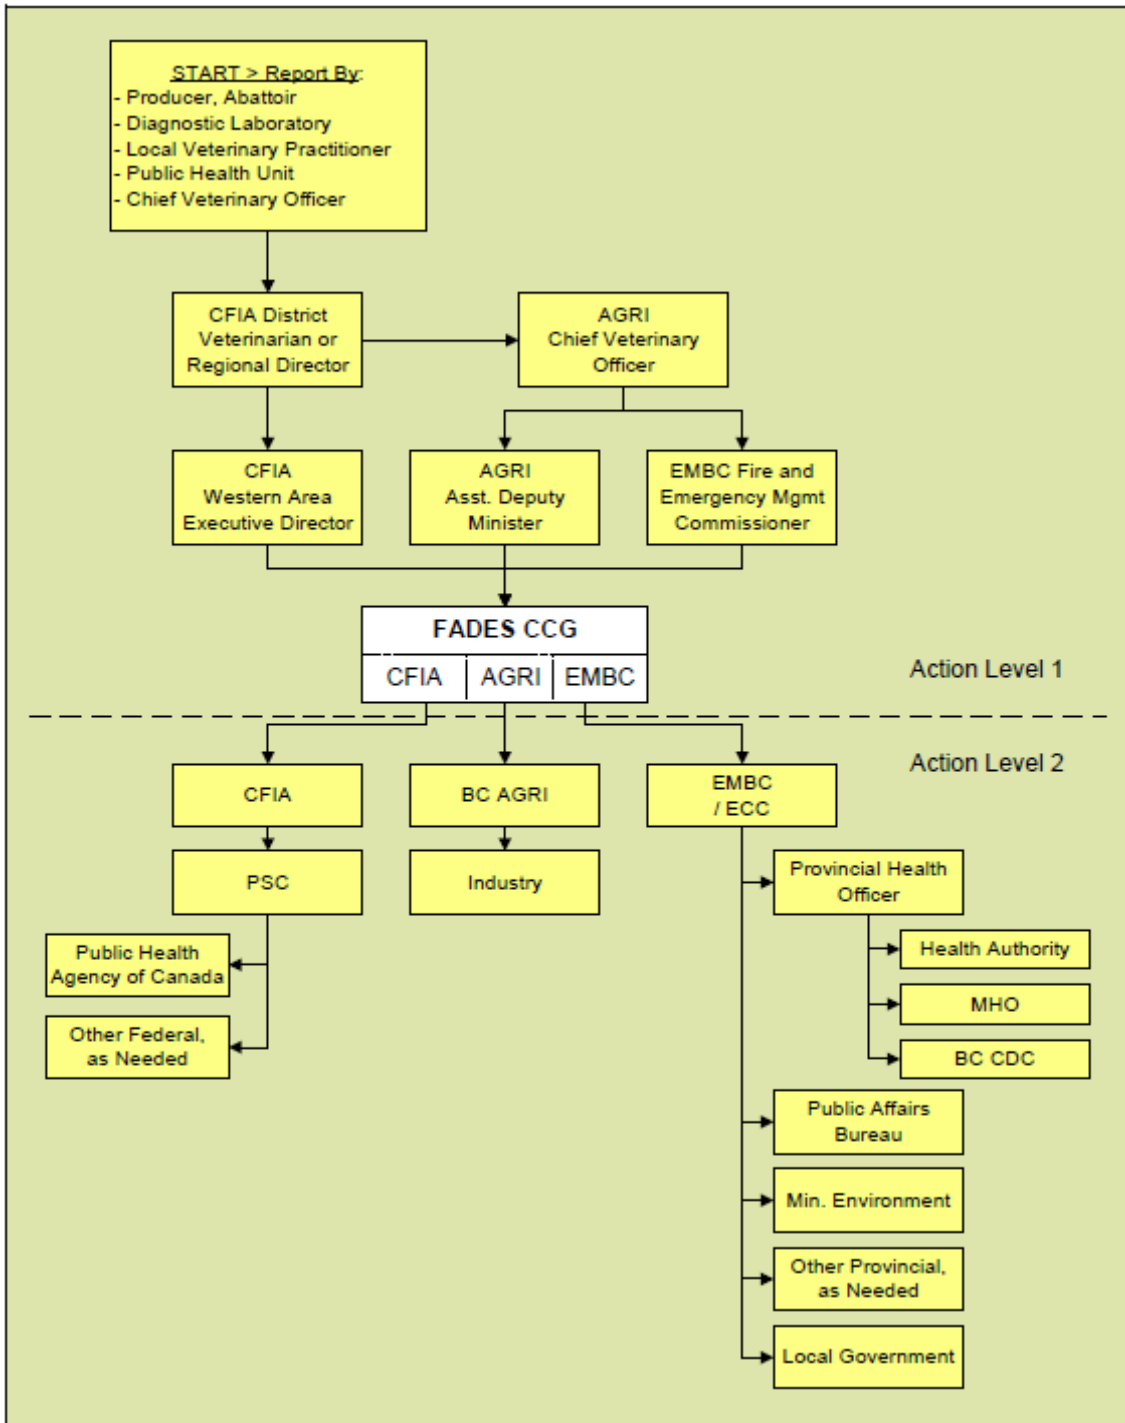 START > Report By:
- Producer, Abattoir
- Diagnostic Laboratory
- Local Veterinary Practitioner
- Public Health Unit
- Chief Veterinary Officer
CFIA District
Veterinarian or
Regional Director
AGRI
Chief Veterinary
Officer
CFIA
Western Area
Executive Director
AGRI
Asst. Deputy
Minister
EMBC Fire and
Emergency Mgmt
Commissioner
FADES CCG
CFIA
AGRI
EMBC
Action Level 1
Action Level 2
CFIA
BC AGRI
EMBC
/ ECC
PSC
Industry
Provincial Health
Officer
Public Health
Agency of Canada
Health Authority
MHO
Other Federal,
as Needed
BC CDC
Public Affairs
Bureau
Min. Environment
Other Provincial,
as Needed
Local Government